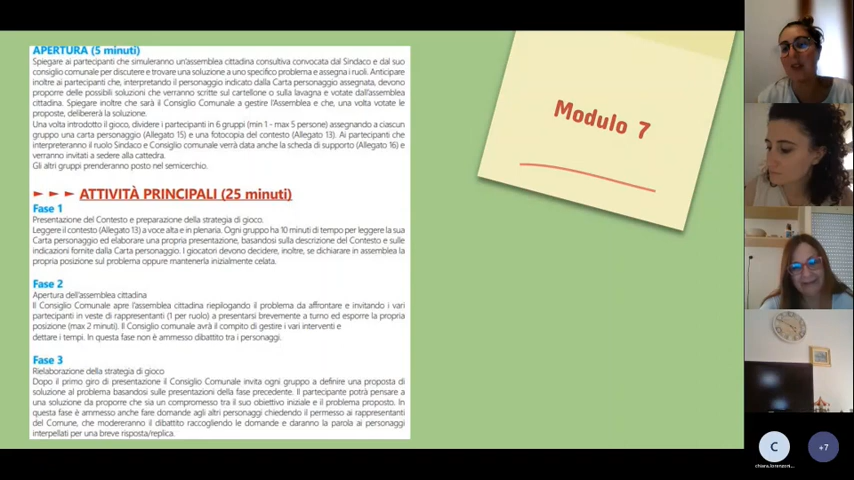 APERTURA (5 minuti)
Spiegare ai partecipanti che simuleranno un'assemblea cittadina consultiva convocata dal Sindaco e dal suo
consiglio comunale per discutere e trovare una soluzione a uno specifico problema e assegna i ruoli. Anticipare
inoltre ai partecipanti che, interpretando il personaggio indicato dalla Carta personaggio assegnata, devono
proporre delle possibili soluzioni che verranno scritte sul cartellone o sulla lavagna e votate dall'assemblea
cittadina. Spiegare inoltre che sarà il Consiglio Comunale a gestire l'Assemblea e che, una volta votate le
proposte, delibererà la soluzione.
Una volta introdotto il gioco, dividere i partecipanti in 6 gruppi (min 1 - max 5 persone) assegnando a ciascun
gruppo una carta personaggio (Allegato 15) e una fotocopia del contesto (Allegato 13). Ai partecipanti che
interpreteranno il ruolo Sindaco e Consiglio comunale verrà data anche la scheda di supporto (Allegato 16) e
verranno invitati a sedere alla cattedra.
Gli altri gruppi prenderanno posto nel semicerchio.
► ► ► ATTIVITÀ PRINCIPALI (25 minuti)
Fase 1
Presentazione del Contesto e preparazione della strategia di gioco.
Leggere il contesto (Allegato 13) a voce alta e in plenaria. Ogni gruppo ha 10 minuti di tempo per leggere la sua
Carta personaggio ed elaborare una propria presentazione, basandosi sulla descrizione del Contesto e sulle
indicazioni fornite dalla Carta personaggio. I giocatori devono decidere, inoltre, se dichiarare in assemblea la
propria posizione sul problema oppure mantenerla inizialmente celata.
Fase 2
Apertura dell'assemblea cittadina
Il Consiglio Comunale apre l'assemblea cittadina riepilogando il problema da affrontare e invitando i vari
partecipanti in veste di rappresentanti (1 per ruolo) a presentarsi brevemente a turno ed esporre la propria
posizione (max 2 minuti). Il Consiglio comunale avrà il compito di gestire i vari interventi e
dettare i tempi. In questa fase non è ammesso dibattito tra i personaggi.
Fase 3
Rielaborazione della strategia di gioco
Dopo il primo giro di presentazione il Consiglio Comunale invita ogni gruppo a definire una proposta di
soluzione al problema basandosi sulle presentazioni della fase precedente. Il partecipante potrà pensare a
una soluzione da proporre che sia un compromesso tra il suo obiettivo iniziale e il problema proposto. In
questa fase è ammesso anche fare domande agli altri personaggi chiedendo il permesso ai rappresentanti
del Comune, che modereranno il dibattito raccogliendo le domande e daranno la parola ai personaggi
interpellati per una breve risposta/replica.
Modulo 7
C
+7